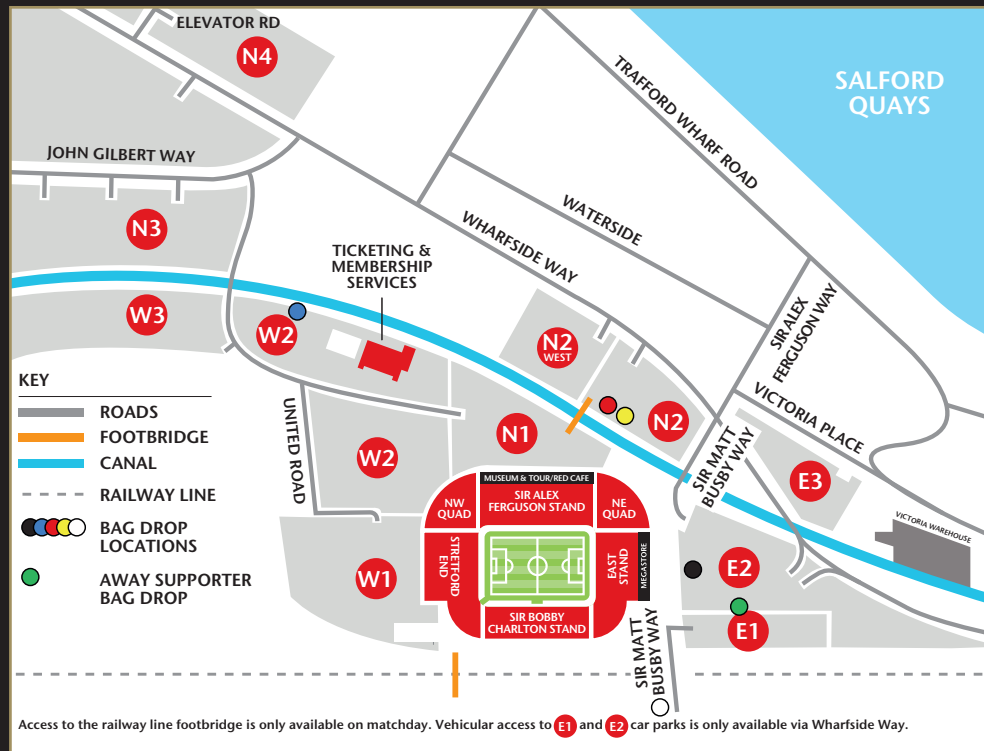 ELEVATOR RD
N4
SALFORD
QUAYS
TRAFFORD WHARF ROAD
JOHN GILBERT WAY
N3
WATERSIDE
WHARFSIDE WAY
TICKETING &
MEMBERSHIP
SERVICES
SIR ALEX
FERGUSON WAY
W3
W2
N2
WEST
KEY
ROADS
FOOTBRIDGE
CANAL
RAILWAY LINE
BAG DROP
LOCATIONS
AWAY SUPPORTER
BAG DROP
UNITED ROAD
W2
N1
N2
VICTORIA PLACE
SIR MATT
BUSBY WAY
E3
MUSEUM & TOUR/RED CAFE
NW
QUAD
SIR ALEX
FERGUSON STAND
NE
QUAD
VICTORIA WAREHOUSE
W1
STRETFORD
END
EAST
STAND
MEGASTORE
E2
SIR BOBBY
CHARLTON STAND
E1
SIR MATT
BUSBY WAY
Access to the railway line footbridge is only available on matchday. Vehicular access to E1 and E2 car parks is only available via Wharfside Way.